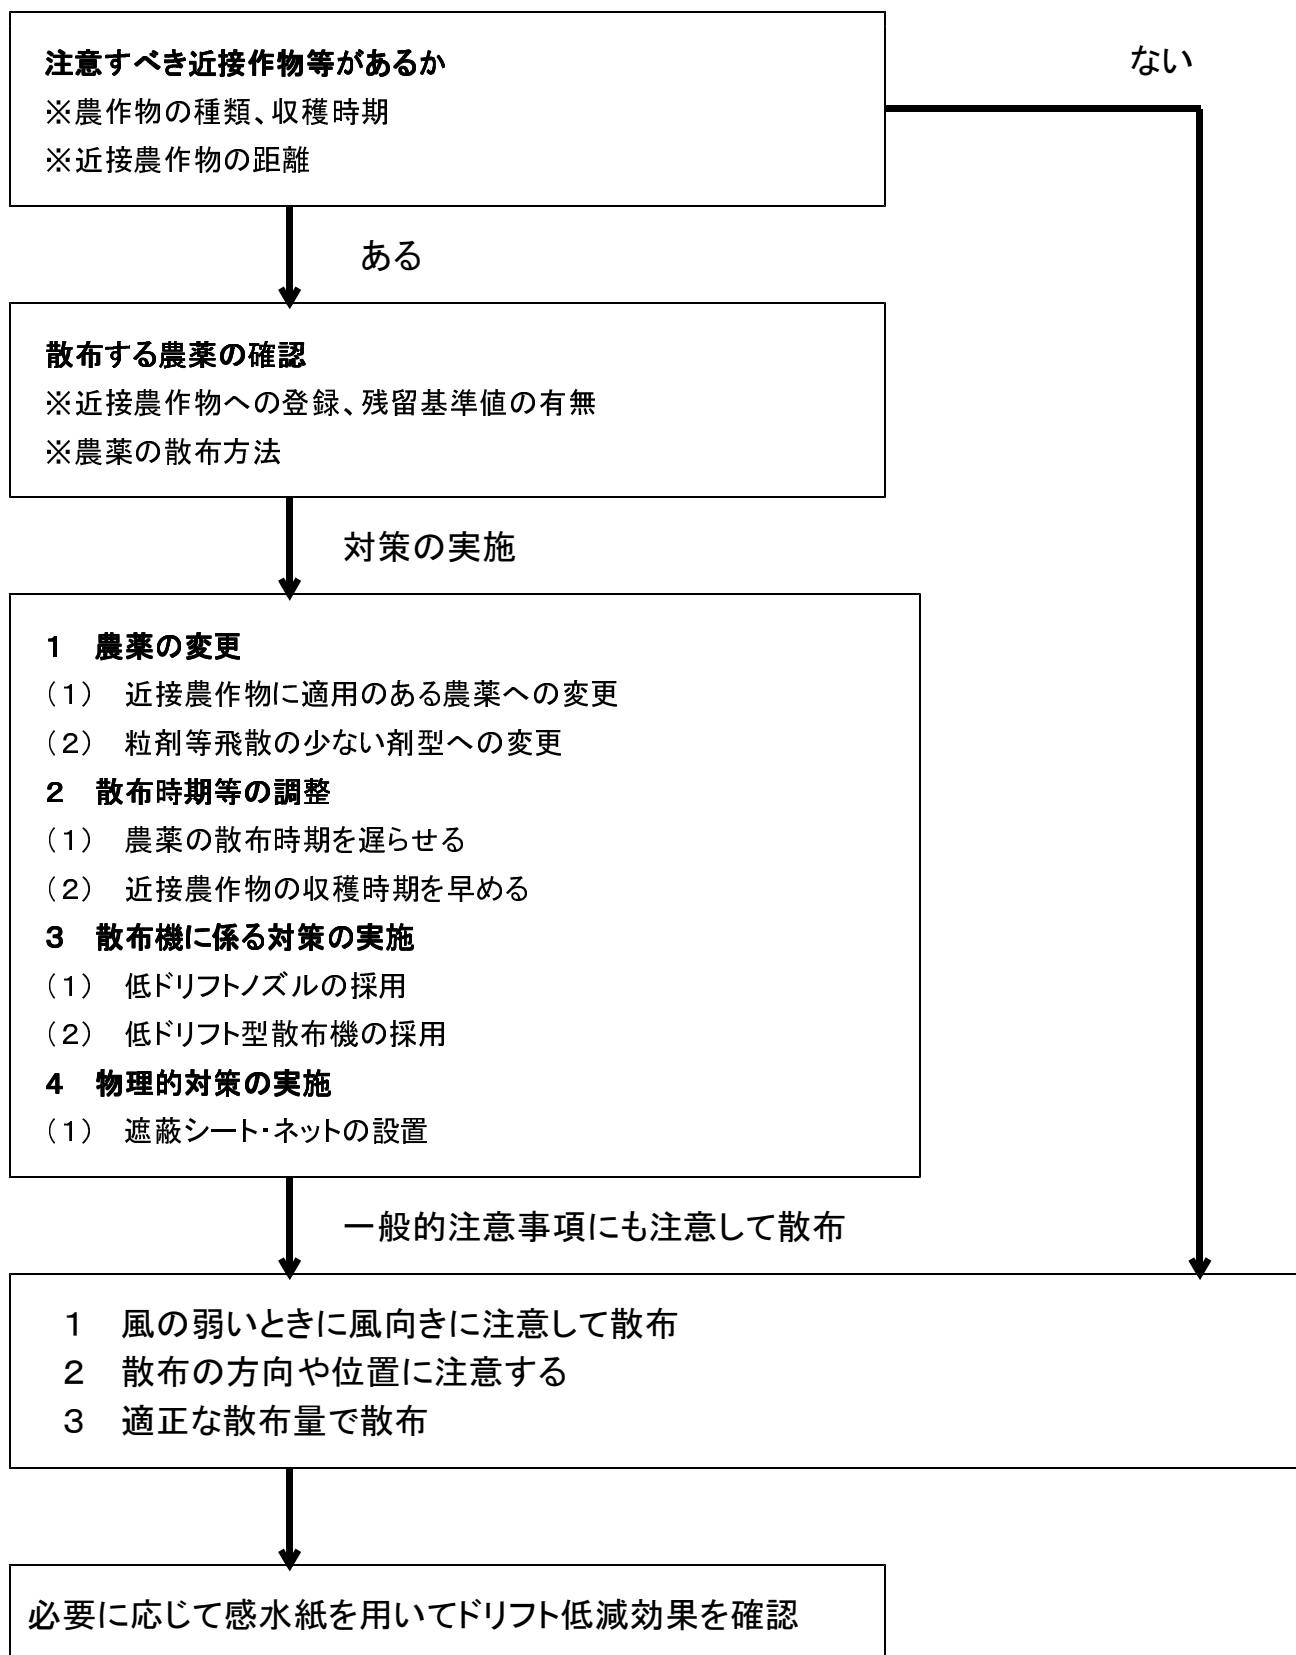 注意すべき近接作物等があるか
ない
※農作物の種類、収穫時期
※近接農作物の距離
ある
散布する農薬の確認
※近接農作物への登録、残留基準値の有無
※農薬の散布方法
対策の実施
1 農薬の変更
（1） 近接農作物に適用のある農薬への変更
（2） 粒剤等飛散の少ない剤型への変更
2 散布時期等の調整
（1） 農薬の散布時期を遅らせる
（2） 近接農作物の収穫時期を早める
3 散布機に係る対策の実施
（1） 低ドリフトノズルの採用
（2） 低ドリフト型散布機の採用
4 物理的対策の実施
（1） 遮蔽シート・ネットの設置
一般的注意事項にも注意して散布
1 風の弱いときに風向きに注意して散布
2 散布の方向や位置に注意する
3 適正な散布量で散布
必要に応じて感水紙を用いてドリフト低減効果を確認